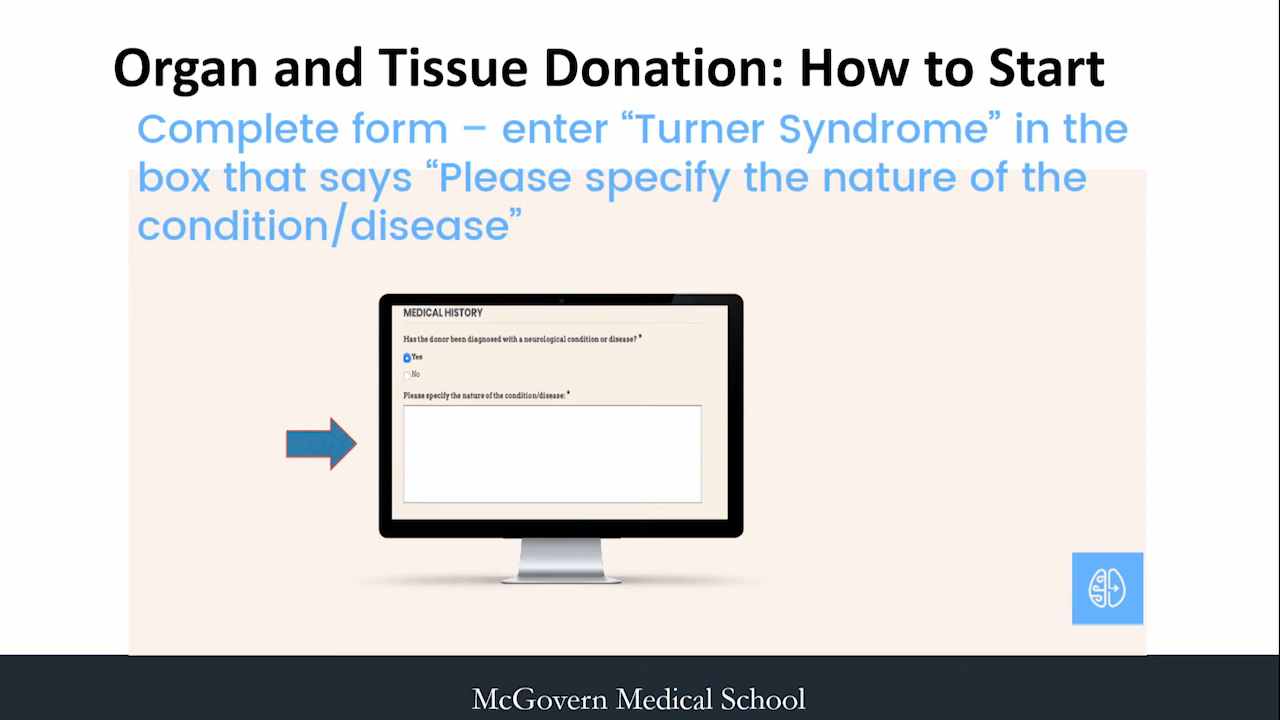 Organ and Tissue Donation: How to Start
Complete form – enter “Turner Syndrome” in the
box that says “Please specify the nature of the
condition/disease”
MEDICAL HISTORY
Has the donor been diagnosed with a neurological condition or disease? *
Yes
No
Please specify the nature of the condition/disease: *
McGovern Medical School